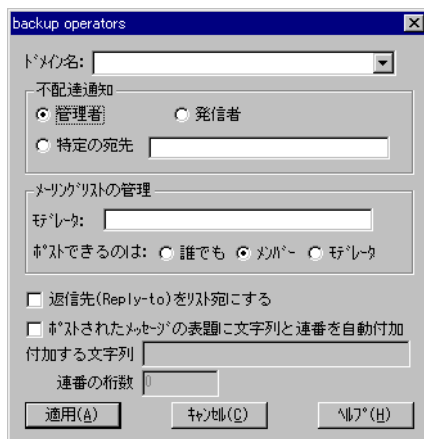 backup operators
ﾄﾞﾒｲﾝ名:
不配達通知
管理者 発信者
特定の宛先
ﾒｰﾘﾝｸﾞﾘｽﾄの管理
ﾓﾃﾞﾚｰﾀ:
ﾎﾟｽﾄできるのは: 誰でも ﾒﾝﾊﾞｰ ﾓﾃﾞﾚｰﾀ
返信先(Reply-to)をﾘｽﾄ宛にする
ﾎﾟｽﾄされたﾒｯｾｰｼﾞの表題に文字列と連番を自動付加
付加する文字列
連番の桁数 0
適用(A) ｷｬﾝｾﾙ(C) ﾍﾙﾌﾟ(H)